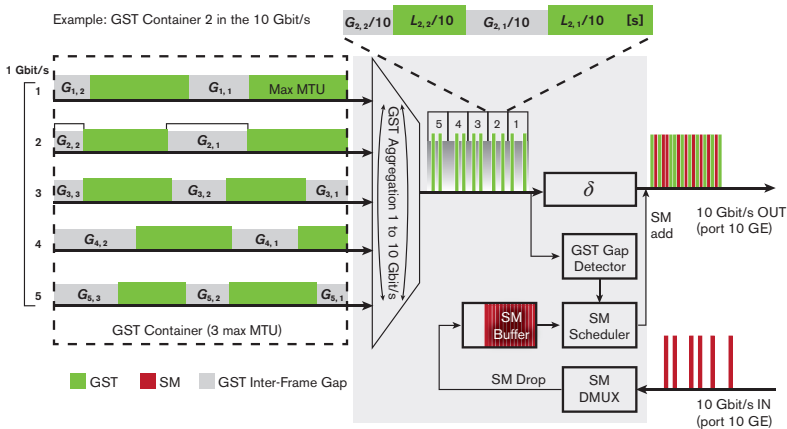 Example: GST Container 2 in the 10 Gbit/s
G2,2/10 L2,2/10 G2,1/10 L2,1/10 [s]
1 Gbit/s
1 G1,2 G1,1 Max MTU
2 G2,2 G2,1
3 G3,3 G3,2 G3,1
4 G4,2 G4,1
5 G5,3 G5,2 G5,1
GST Container (3 max MTU)
GST Aggregation 1 to 10 Gbit/s
5 4 3 2 1
δ
10 Gbit/s OUT
(port 10 GE)
SM
add
GST Gap
Detector
SM
Buffer
SM
Scheduler
SM Drop
SM
DMUX
10 Gbit/s IN
(port 10 GE)
GST SM GST Inter-Frame Gap